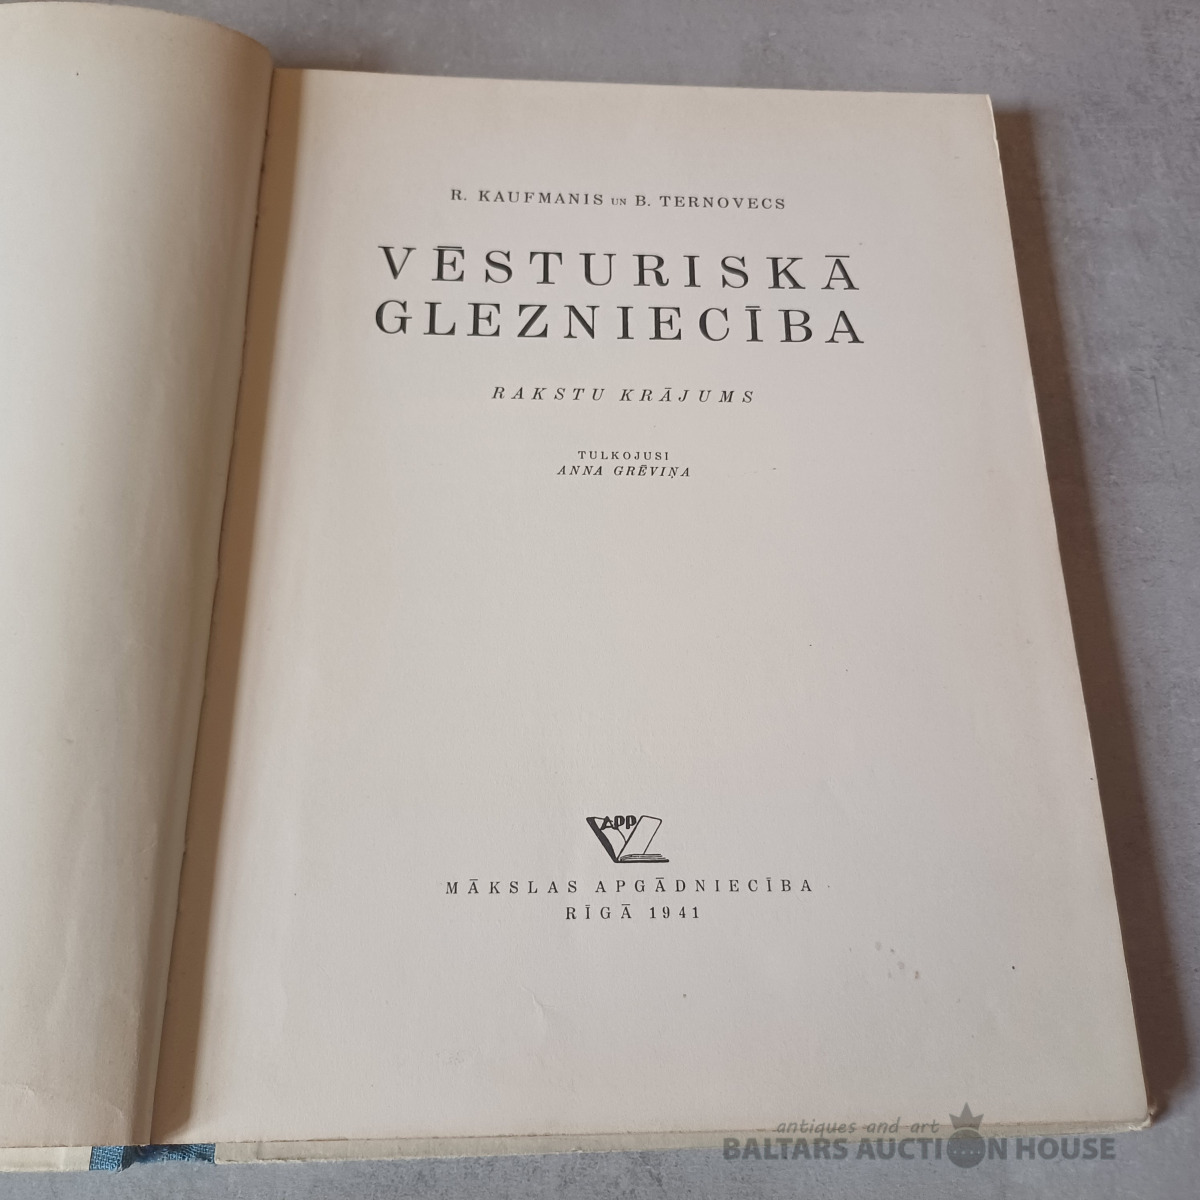 R. KAUFMANIS UN B. TERNOVECS
VĒSTURISKĀ
GLEZNIECĪBA
RAKSTU KRĀJUMS
TULKOJUSI
ANNA GRĒVIŅA
APP
MĀKSLAS APGĀDNIECĪBA
RĪGĀ 1941
antiques and art
BALTARS AUCTION HOUSE